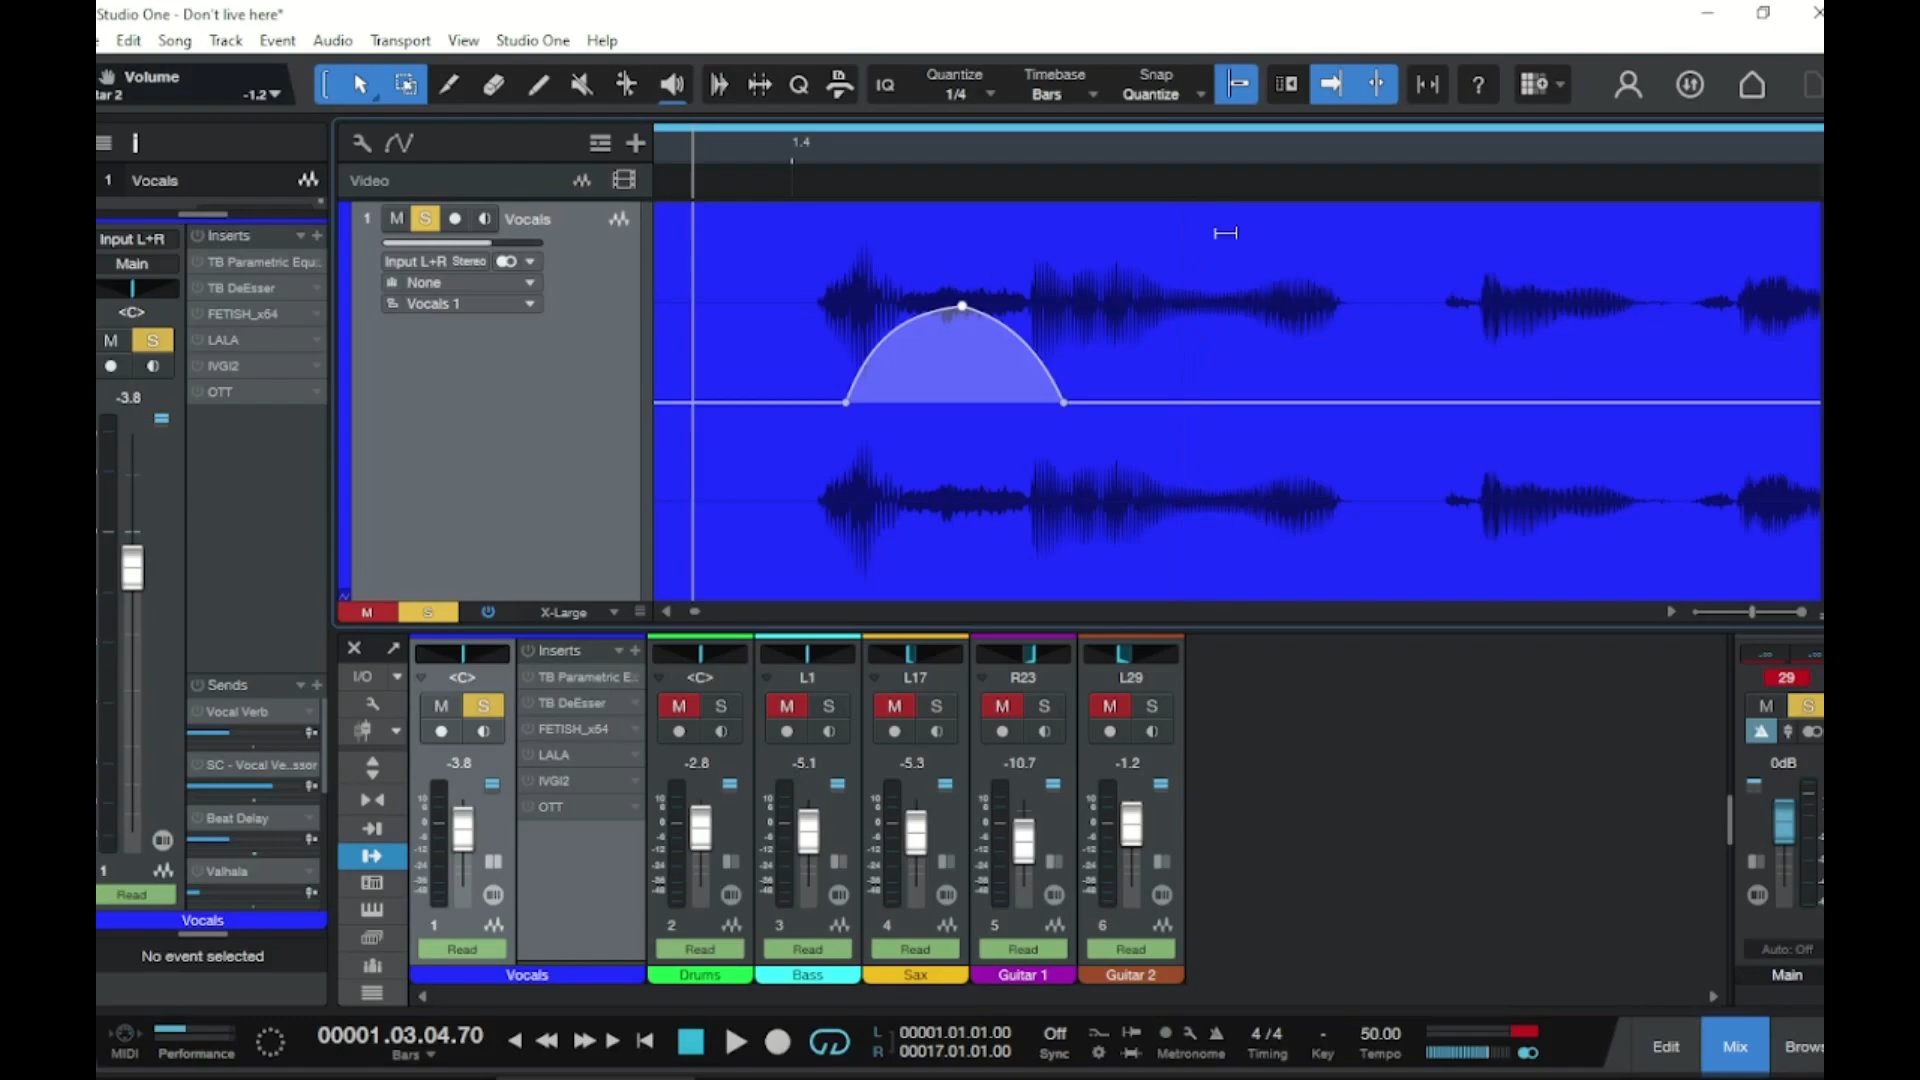 Studio One - Don't live here*
Edit Song Track Event Audio Transport View Studio One Help
Volume
-1.2
IQ
Quantize
1/4
Timebase
Bars
Snap
Quantize
?
1 Vocals
Video
1.4
1 M S Vocals
Input L+R Stereo
None
Vocals 1
Input L+R
Main
<C>
M S
-3.8
Inserts
TB Parametric Equ..
TB DeEsser
FETISH_x64
LALA
IVGI2
OTT
Sends
Vocal Verb
SC - Vocal Ve..ssor
Beat Delay
Valhala
1
Read
Vocals
No event selected
M S X-Large
I/O
<C>
M S
-3.8
1
Read
Inserts
TB Parametric E..
TB DeEsser
FETISH_x64
LALA
IVGI2
OTT
Vocals
<C>
M S
-2.8
2
Read
Drums
L1
M S
-5.1
3
Read
Bass
L17
M S
-5.3
4
Read
Sax
R23
M S
-10.7
5
Read
Guitar 1
L29
M S
-1.2
6
Read
Guitar 2
29
M S
0dB
Auto: Off
Main
MIDI
Performance
00001.03.04.70
Bars
L 00001.01.01.00
R 00017.01.01.00
Off
Sync
Metronome
4 / 4
Timing
-
Key
50.00
Tempo
Edit
Mix
Brow